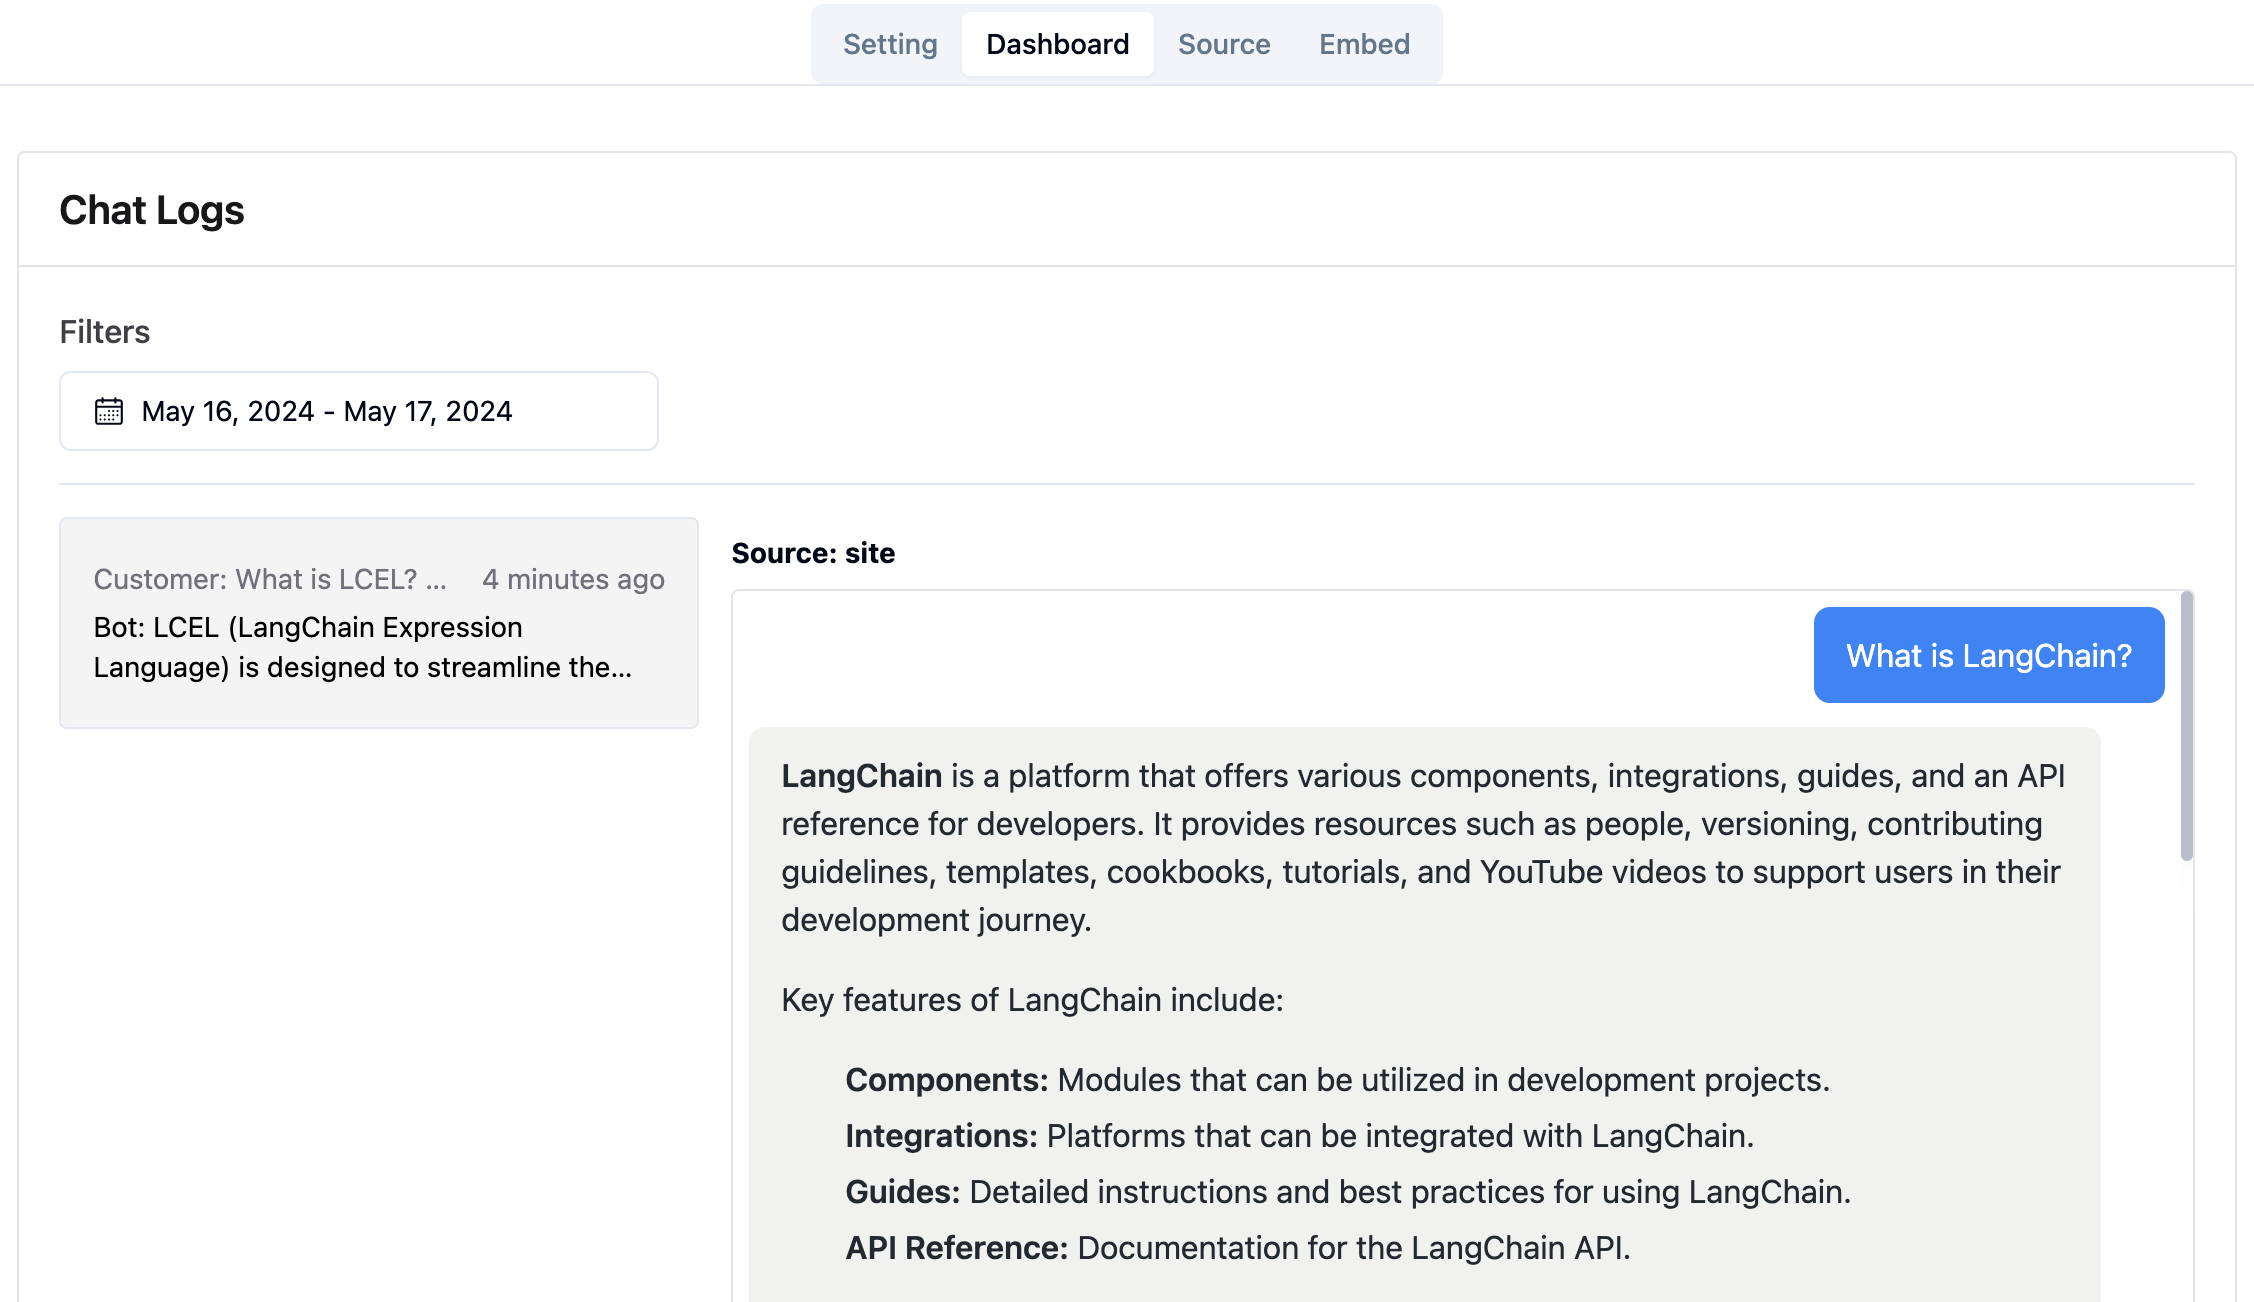 Setting Dashboard Source Embed
Chat Logs
Filters
May 16, 2024 - May 17, 2024
Customer: What is LCEL? ... 4 minutes ago
Bot: LCEL (LangChain Expression
Language) is designed to streamline the...
Source: site
What is LangChain?
LangChain is a platform that offers various components, integrations, guides, and an API
reference for developers. It provides resources such as people, versioning, contributing
guidelines, templates, cookbooks, tutorials, and YouTube videos to support users in their
development journey.
Key features of LangChain include:
Components: Modules that can be utilized in development projects.
Integrations: Platforms that can be integrated with LangChain.
Guides: Detailed instructions and best practices for using LangChain.
API Reference: Documentation for the LangChain API.